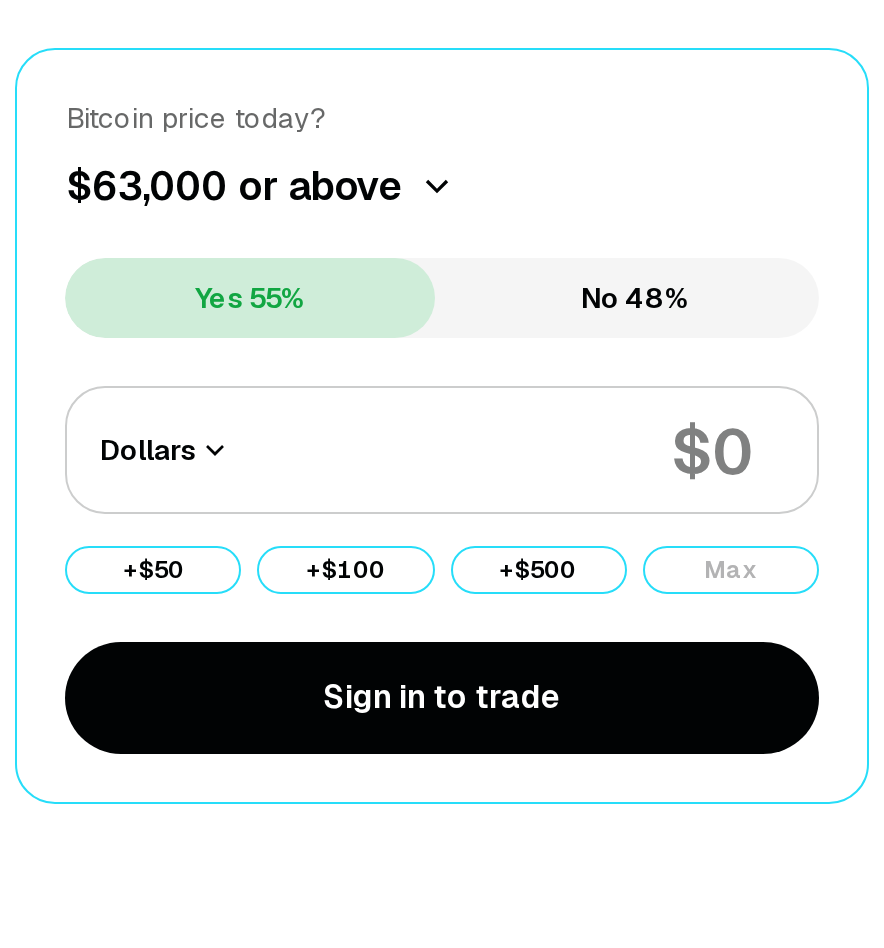 Bitcoin price today?
$63,000 or above
Yes 55% No 48%
Dollars $0
+$50 +$100 +$500 Max
Sign in to trade